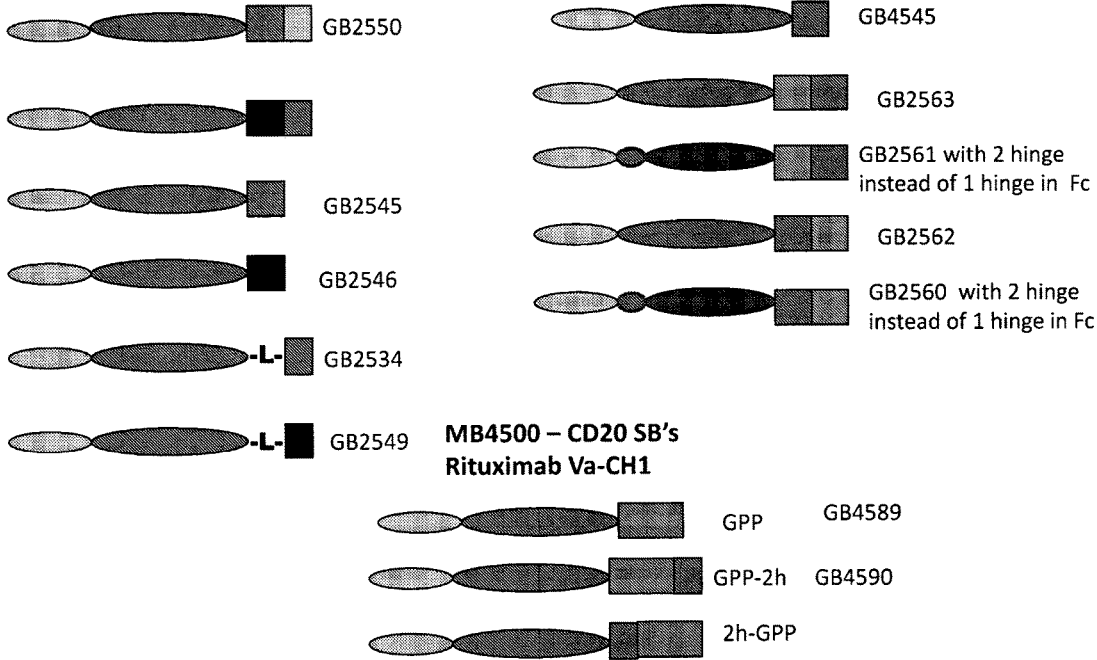 GB2550
GB2545
GB2546
-L-
GB2534
-L-
GB2549
GB4545
GB2563
GB2561 with 2 hinge
instead of 1 hinge in Fc
GB2562
GB2560 with 2 hinge
instead of 1 hinge in Fc
MB4500 – CD20 SB's
Rituximab Va-CH1
GPP GB4589
GPP-2h GB4590
2h-GPP